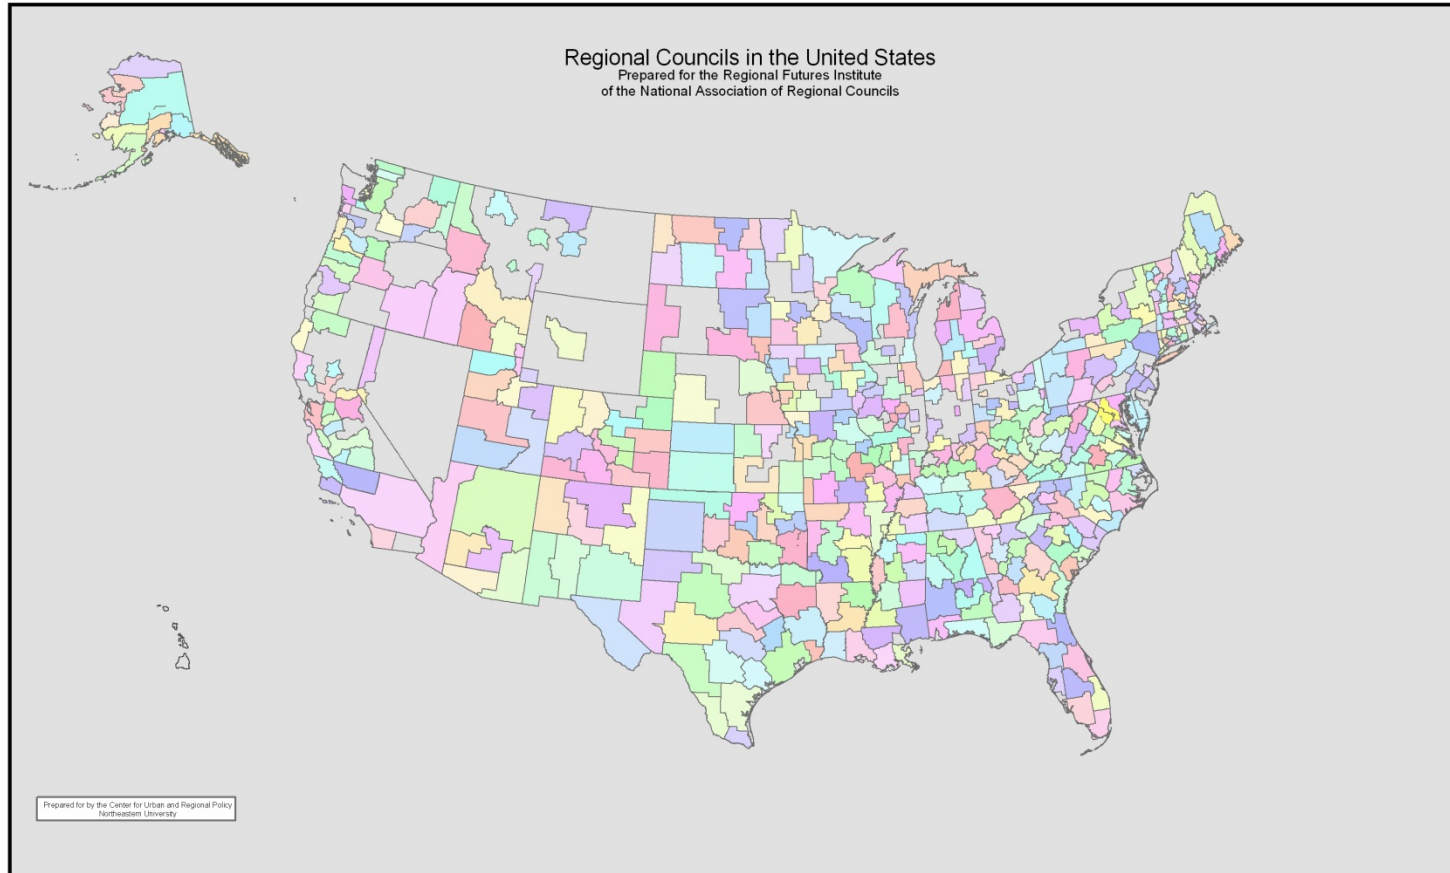 Regional Councils in the United States
Prepared for the Regional Futures Institute
of the National Association of Regional Councils
Prepared for by the Center for Urban and Regional Policy
Northeastern University